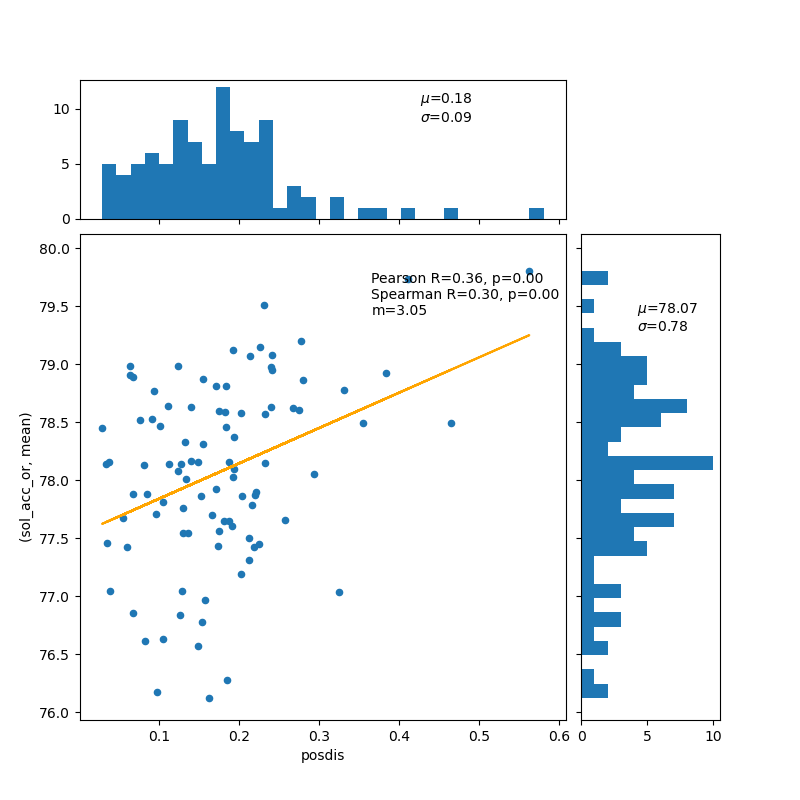 10
5
0
μ=0.18
σ=0.09
80.0
79.5
79.0
78.5
78.0
77.5
77.0
76.5
76.0
(sol_acc_or, mean)
Pearson R=0.36, p=0.00
Spearman R=0.30, p=0.00
m=3.05
0.1 0.2 0.3 0.4 0.5 0.6
posdis
μ=78.07
σ=0.78
0 5 10